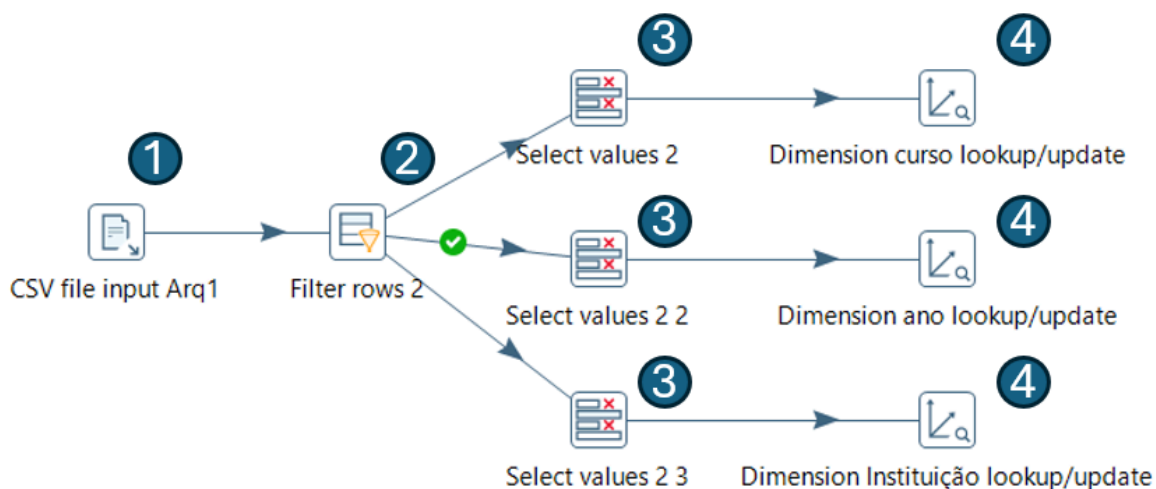 3
4
Select values 2
Dimension curso lookup/update
1
2
3
4
CSV file input Arq1
Filter rows 2
Select values 2 2
Dimension ano lookup/update
3
4
Select values 2 3
Dimension Instituição lookup/update